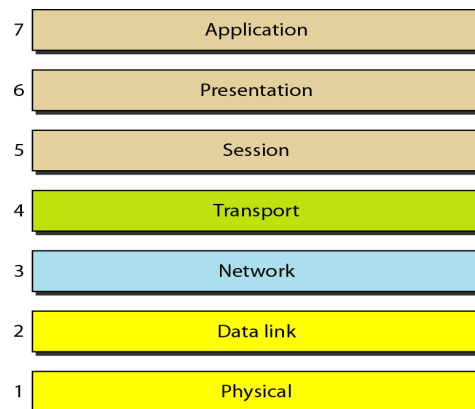 7 Application
6 Presentation
5 Session
4 Transport
3 Network
2 Data link
1 Physical